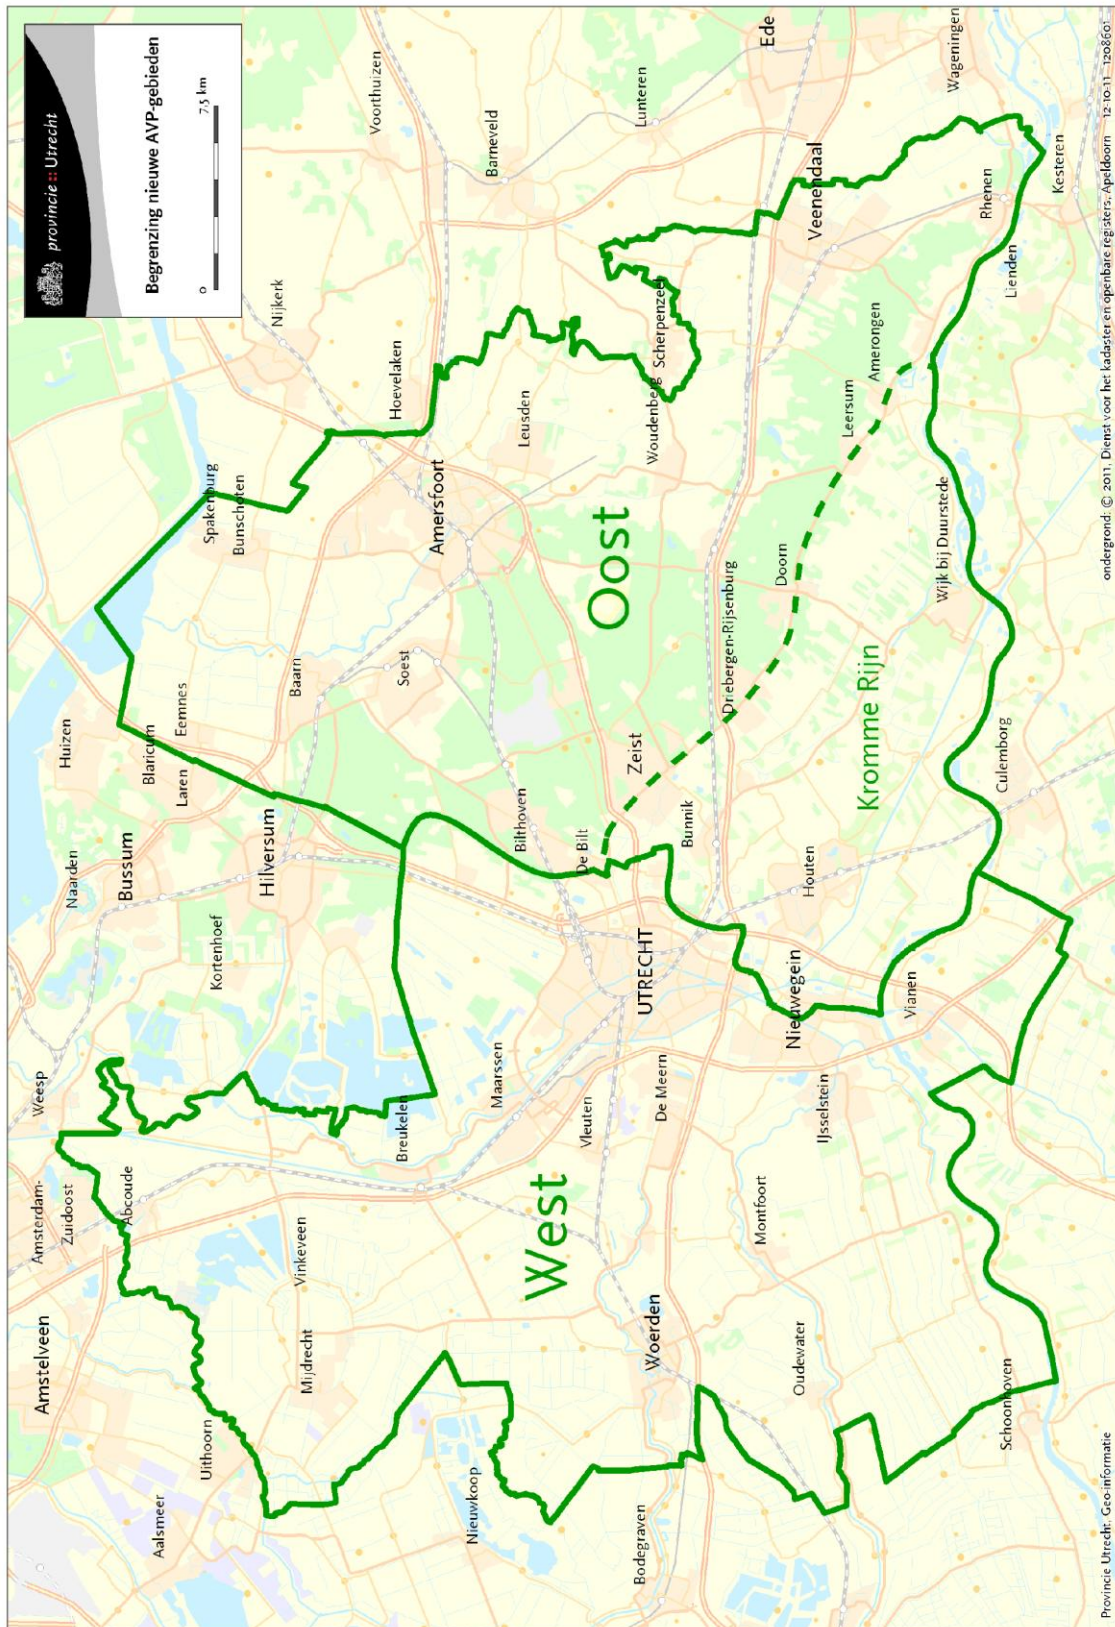 provincie :: Utrecht
Begrenzing nieuwe AVP-gebieden
0
7,5 km
Amstelveen
Amsterdam-
Zuidoost
Weesp
Aalsmeer
Uithoorn
Abcoude
Naarden
Bussum
Huizen
Blaricum
Laren
Eemnes
Spakenburg
Bunschoten
Nijkerk
Voorthuizen
Mijdrecht
Vinkeveen
Kortenhoef
Hilversum
Baarn
Hoevelaken
Breukelen
Soest
Amersfoort
Barneveld
Nieuwkoop
Maarssen
Bilthoven
Leusden
West
Vleuten
De Bilt
Oost
Bodegraven
Woerden
De Meern
UTRECHT
Zeist
Woudenberg
Scherpenzeel
Lunteren
Ede
Bunnik
Driebergen-Rijsenburg
Montfoort
Oudewater
IJsselstein
Nieuwegein
Houten
Doorn
Veenendaal
Leersum
Amerongen
Kromme Rijn
Vianen
Wijk bij Duurstede
Wageningen
Rhenen
Lienden
Schoonhoven
Culemborg
Kesteren
Provincie Utrecht, Geo-informatie
ondergrond: © 2011, Dienst voor het kadaster en openbare registers, Apeldoorn 12-10-11 1208601